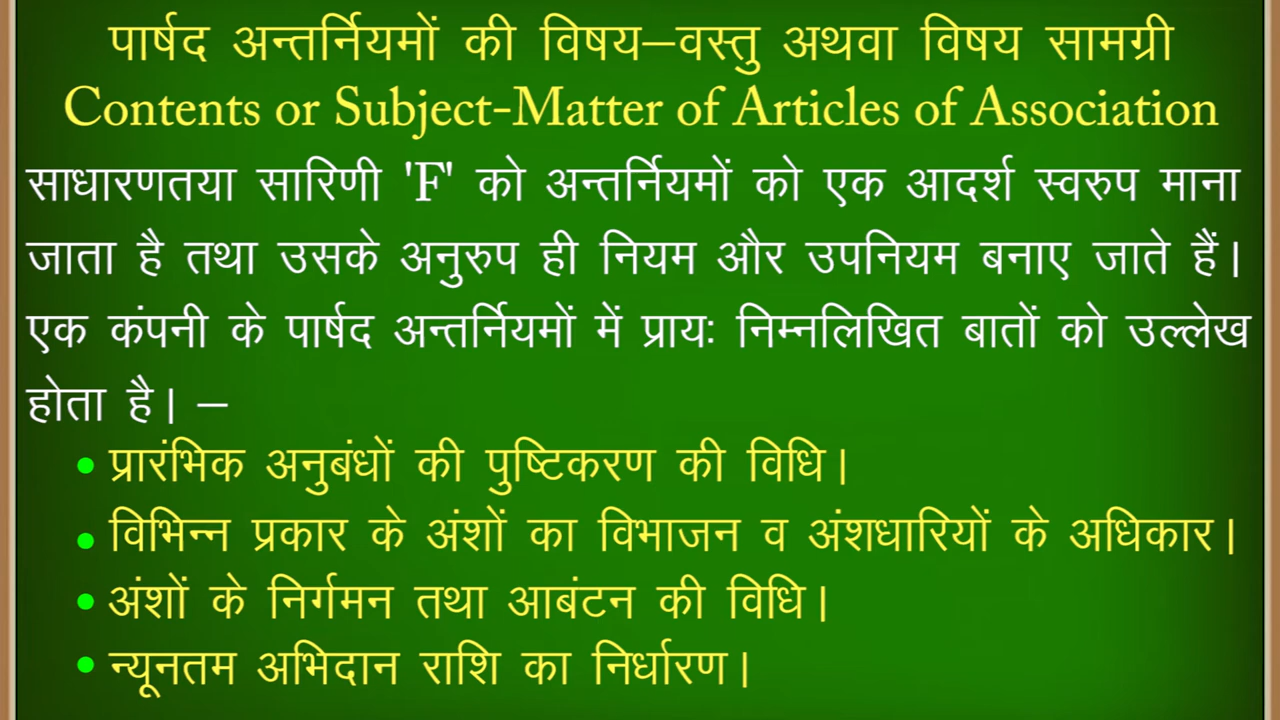 पार्षद अन्तर्नियमों की विषय–वस्तु अथवा विषय सामग्री
Contents or Subject-Matter of Articles of Association
साधारणतया सारिणी 'F' को अन्तर्नियमों को एक आदर्श स्वरुप माना
जाता है तथा उसके अनुरुप ही नियम और उपनियम बनाए जाते हैं।
एक कंपनी के पार्षद अन्तर्नियमों में प्रायः निम्नलिखित बातों को उल्लेख
होता है। –
• प्रारंभिक अनुबंधों की पुष्टिकरण की विधि।
• विभिन्न प्रकार के अंशों का विभाजन व अंशधारियों के अधिकार।
• अंशों के निर्गमन तथा आबंटन की विधि।
• न्यूनतम अभिदान राशि का निर्धारण।